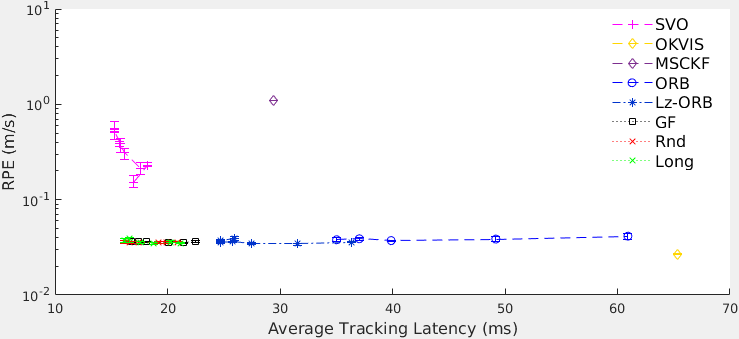 10^1
10^0
10^-1
10^-2
RPE (m/s)
SVO
OKVIS
MSCKF
ORB
Lz-ORB
GF
Rnd
Long
10 20 30 40 50 60 70
Average Tracking Latency (ms)